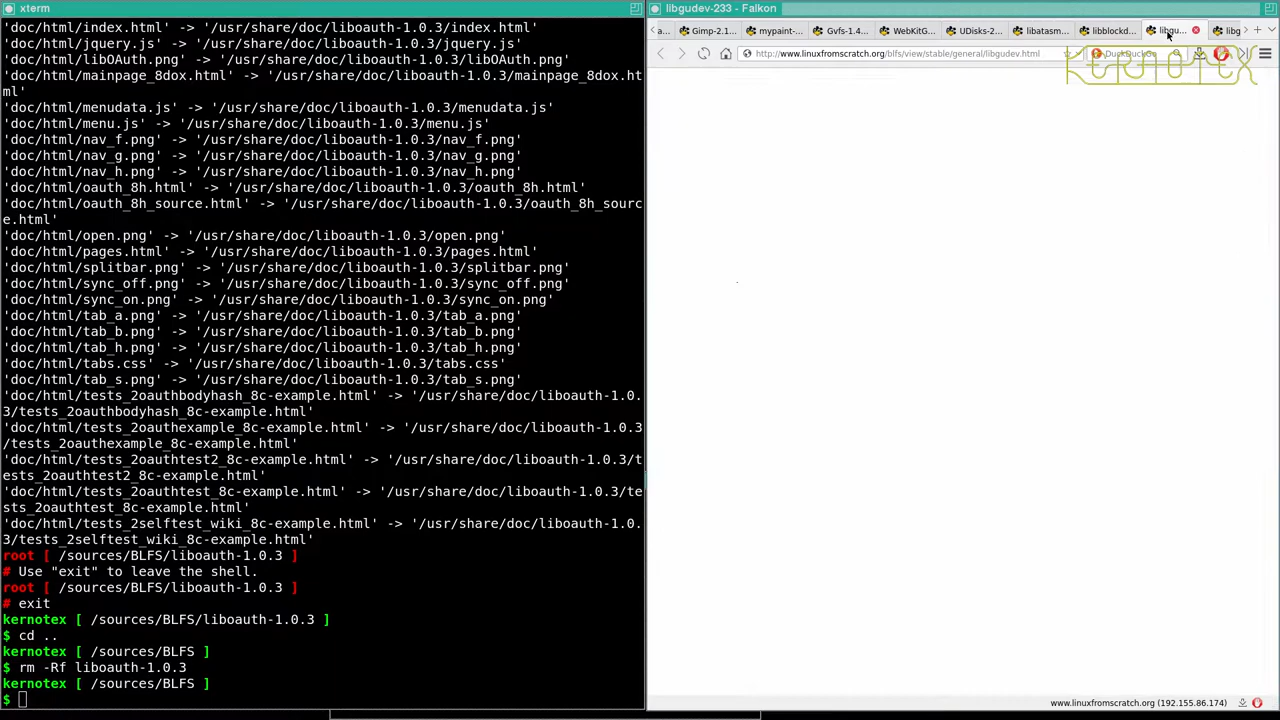 xterm
'doc/html/index.html' -> '/usr/share/doc/liboauth-1.0.3/index.html'
'doc/html/jquery.js' -> '/usr/share/doc/liboauth-1.0.3/jquery.js'
'doc/html/libOAuth.png' -> '/usr/share/doc/liboauth-1.0.3/libOAuth.png'
'doc/html/mainpage_8dox.html' -> '/usr/share/doc/liboauth-1.0.3/mainpage_8dox.ht
ml'
'doc/html/menudata.js' -> '/usr/share/doc/liboauth-1.0.3/menudata.js'
'doc/html/menu.js' -> '/usr/share/doc/liboauth-1.0.3/menu.js'
'doc/html/nav_f.png' -> '/usr/share/doc/liboauth-1.0.3/nav_f.png'
'doc/html/nav_g.png' -> '/usr/share/doc/liboauth-1.0.3/nav_g.png'
'doc/html/nav_h.png' -> '/usr/share/doc/liboauth-1.0.3/nav_h.png'
'doc/html/oauth_8h.html' -> '/usr/share/doc/liboauth-1.0.3/oauth_8h.html'
'doc/html/oauth_8h_source.html' -> '/usr/share/doc/liboauth-1.0.3/oauth_8h_sourc
e.html'
'doc/html/open.png' -> '/usr/share/doc/liboauth-1.0.3/open.png'
'doc/html/pages.html' -> '/usr/share/doc/liboauth-1.0.3/pages.html'
'doc/html/splitbar.png' -> '/usr/share/doc/liboauth-1.0.3/splitbar.png'
'doc/html/sync_off.png' -> '/usr/share/doc/liboauth-1.0.3/sync_off.png'
'doc/html/sync_on.png' -> '/usr/share/doc/liboauth-1.0.3/sync_on.png'
'doc/html/tab_a.png' -> '/usr/share/doc/liboauth-1.0.3/tab_a.png'
'doc/html/tab_b.png' -> '/usr/share/doc/liboauth-1.0.3/tab_b.png'
'doc/html/tab_h.png' -> '/usr/share/doc/liboauth-1.0.3/tab_h.png'
'doc/html/tabs.css' -> '/usr/share/doc/liboauth-1.0.3/tabs.css'
'doc/html/tab_s.png' -> '/usr/share/doc/liboauth-1.0.3/tab_s.png'
'doc/html/tests_2oauthbodyhash_8c-example.html' -> '/usr/share/doc/liboauth-1.0.
3/tests_2oauthbodyhash_8c-example.html'
'doc/html/tests_2oauthexample_8c-example.html' -> '/usr/share/doc/liboauth-1.0.3
/tests_2oauthexample_8c-example.html'
'doc/html/tests_2oauthtest2_8c-example.html' -> '/usr/share/doc/liboauth-1.0.3/t
ests_2oauthtest2_8c-example.html'
'doc/html/tests_2oauthtest_8c-example.html' -> '/usr/share/doc/liboauth-1.0.3/te
sts_2oauthtest_8c-example.html'
'doc/html/tests_2selftest_wiki_8c-example.html' -> '/usr/share/doc/liboauth-1.0.
3/tests_2selftest_wiki_8c-example.html'
root [ /sources/BLFS/liboauth-1.0.3 ]
# Use "exit" to leave the shell.
root [ /sources/BLFS/liboauth-1.0.3 ]
# exit
kernotex [ /sources/BLFS/liboauth-1.0.3 ]
$ cd ..
kernotex [ /sources/BLFS ]
$ rm -Rf liboauth-1.0.3
kernotex [ /sources/BLFS ]
$
libgudev-233 - Falkon
a... Gimp-2.1... mypaint-... Gvfs-1.4... WebKitG... UDisks-2... libatasm... libblockd... libgu... libg
http://www.linuxfromscratch.org/blfs/view/stable/general/libgudev.html DuckDuckGo
KERNOTEX
www.linuxfromscratch.org (192.155.86.174)